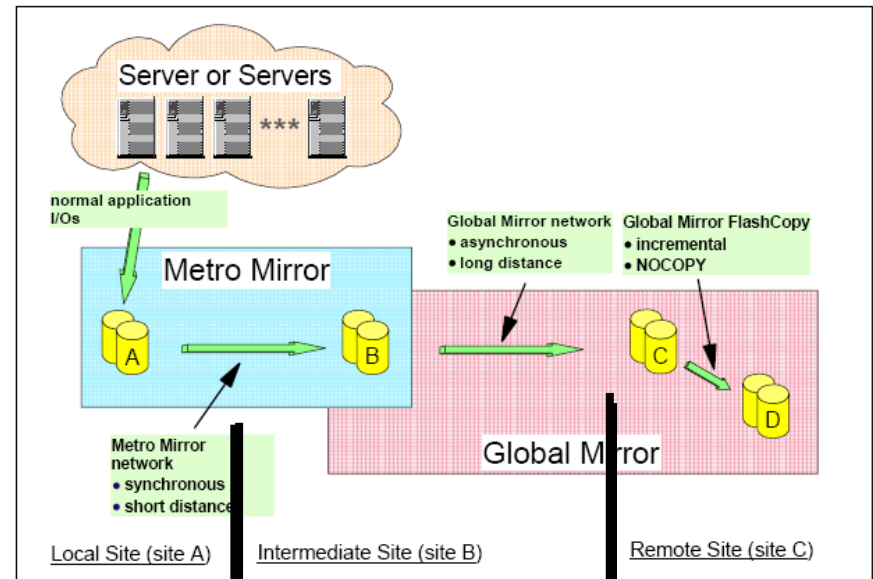 Server or Servers
***
normal application
I/Os
Global Mirror network
• asynchronous
• long distance
Global Mirror FlashCopy
• incremental
• NOCOPY
Metro Mirror
A
B
C
D
Global Mirror
Metro Mirror
network
• synchronous
• short distance
Local Site (site A)
Intermediate Site (site B)
Remote Site (site C)